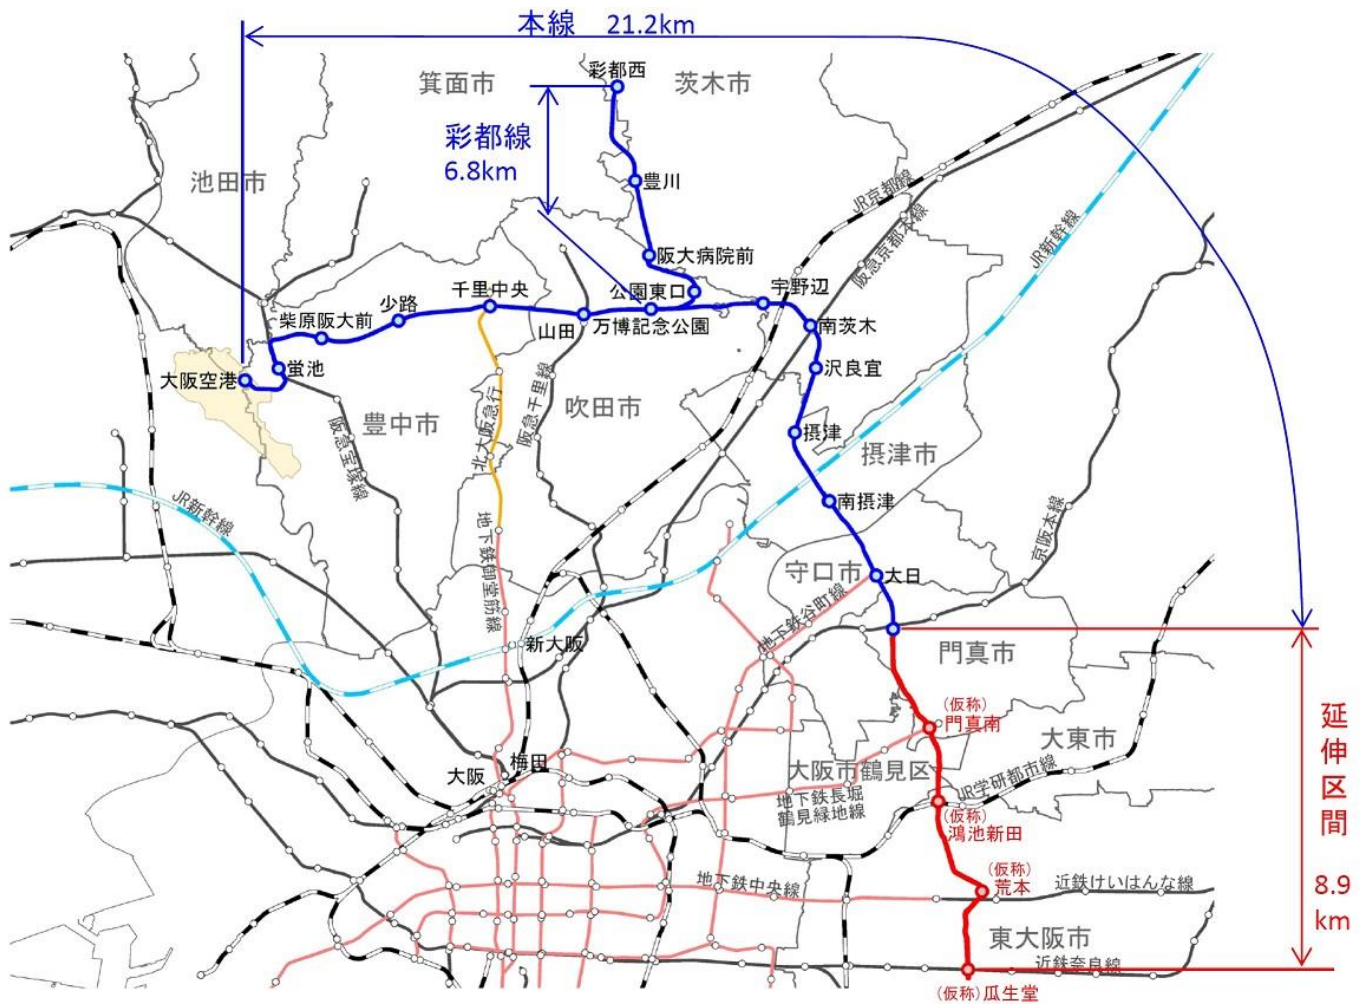 本線 21.2km
彩都西
箕面市
茨木市
彩都線
6.8km
池田市
豊川
JR京都線
阪急京都本線
JR新幹線
阪大病院前
千里中央
公園東口
宇野辺
少路
柴原阪大前
山田
万博記念公園
南茨木
蛍池
大阪空港
沢良宜
豊中市
阪急宝塚線
北大阪急行
阪急千里線
吹田市
摂津
摂津市
JR新幹線
南摂津
京阪本線
地下鉄御堂筋線
守口市
大日
地下鉄谷町線
新大阪
門真市
(仮称)
門真南
延伸区間
8.9
km
大東市
大阪
梅田
大阪市鶴見区
地下鉄長堀
鶴見緑地線
JR学研都市線
(仮称)
鴻池新田
(仮称)
荒本
地下鉄中央線
近鉄けいはんな線
東大阪市
近鉄奈良線
(仮称)瓜生堂